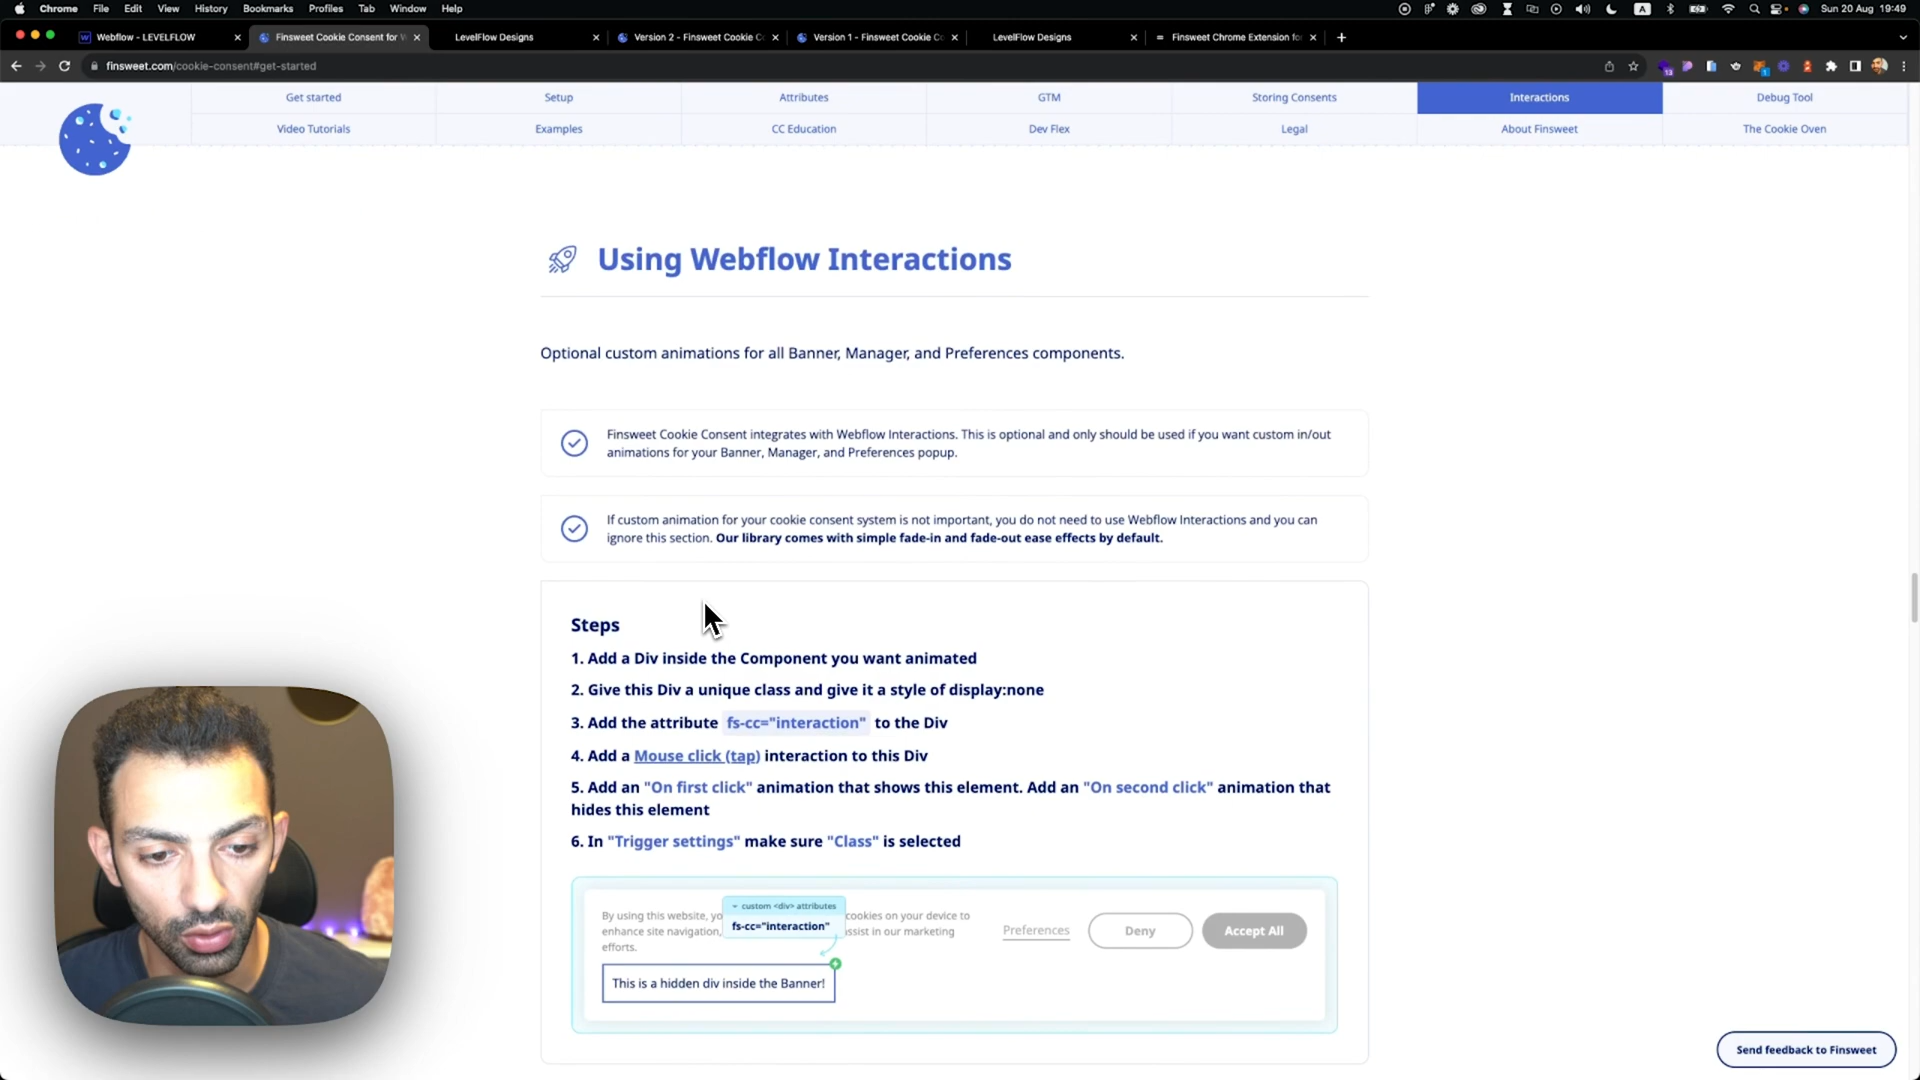 Chrome File Edit View History Bookmarks Profiles Tab Window Help
A Sun 20 Aug 19:49
Webflow - LEVELFLOW
Finsweet Cookie Consent for
LevelFlow Designs
Version 2 - Finsweet Cookie
Version 1 - Finsweet Cookie
LevelFlow Designs
Finsweet Chrome Extension for
finsweet.com/cookie-consent#get-started
Get started Setup Attributes GTM Storing Consents Interactions Debug Tool
Video Tutorials Examples CC Education Dev Flex Legal About Finsweet The Cookie Oven
Using Webflow Interactions
Optional custom animations for all Banner, Manager, and Preferences components.
Finsweet Cookie Consent integrates with Webflow Interactions. This is optional and only should be used if you want custom in/out
animations for your Banner, Manager, and Preferences popup.
If custom animation for your cookie consent system is not important, you do not need to use Webflow Interactions and you can
ignore this section. Our library comes with simple fade-in and fade-out ease effects by default.
Steps
1. Add a Div inside the Component you want animated
2. Give this Div a unique class and give it a style of display:none
3. Add the attribute fs-cc="interaction" to the Div
4. Add a Mouse click (tap) interaction to this Div
5. Add an "On first click" animation that shows this element. Add an "On second click" animation that
hides this element
6. In "Trigger settings" make sure "Class" is selected
custom <div> attributes
fs-cc="interaction"
By using this website, yo cookies on your device to
enhance site navigation, ssist in our marketing
efforts.
Preferences Deny Accept All
This is a hidden div inside the Banner!
Send feedback to Finsweet